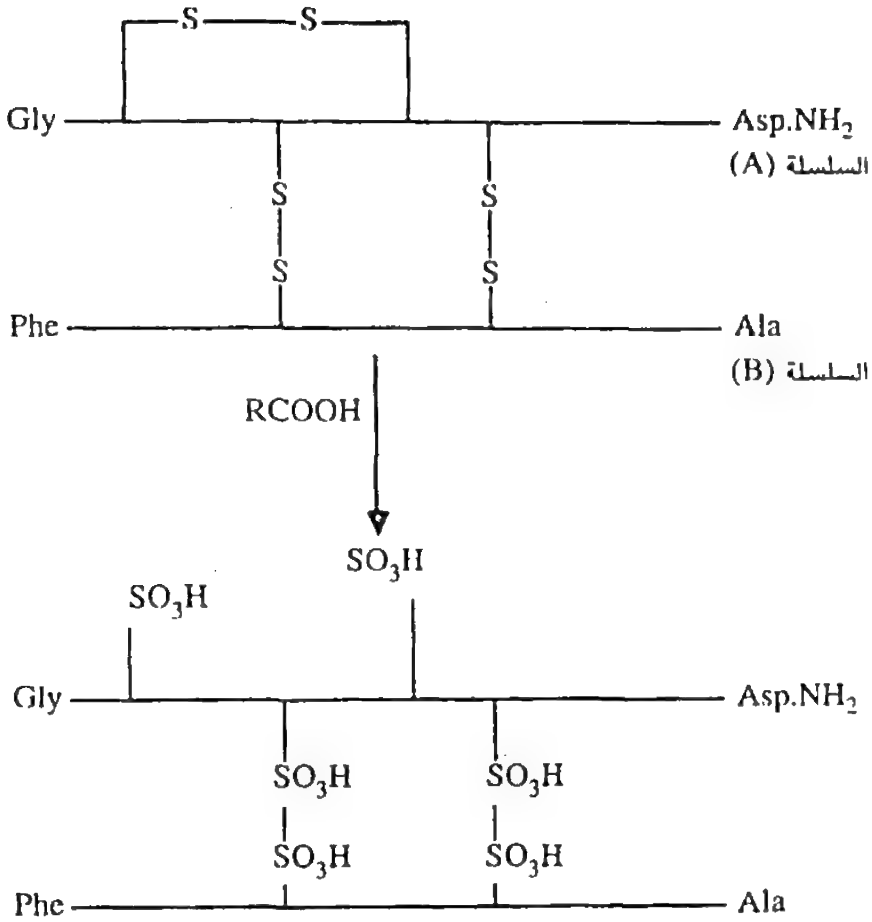 S S
Gly Asp.NH₂
السلسلة (A)
S S
S S
Phe Ala
السلسلة (B)
RCOOH
SO₃H
SO₃H
Gly Asp.NH₂
SO₃H SO₃H
SO₃H SO₃H
Phe Ala